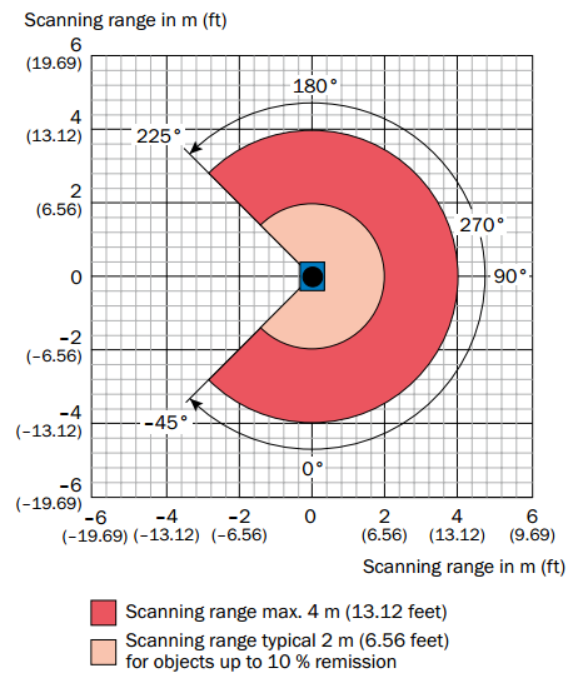 Scanning range in m (ft)
6
(19.69)
180°
4
(13.12)
225°
2
(6.56)
270°
0
90°
−2
(−6.56)
−4
(−13.12)
−45°
0°
−6
(−19.69)
−6 −4 −2 0 2 4 6
(−19.69) (−13.12) (−6.56) (6.56) (13.12) (9.69)
Scanning range in m (ft)
Scanning range max. 4 m (13.12 feet)
Scanning range typical 2 m (6.56 feet)
for objects up to 10 % remission